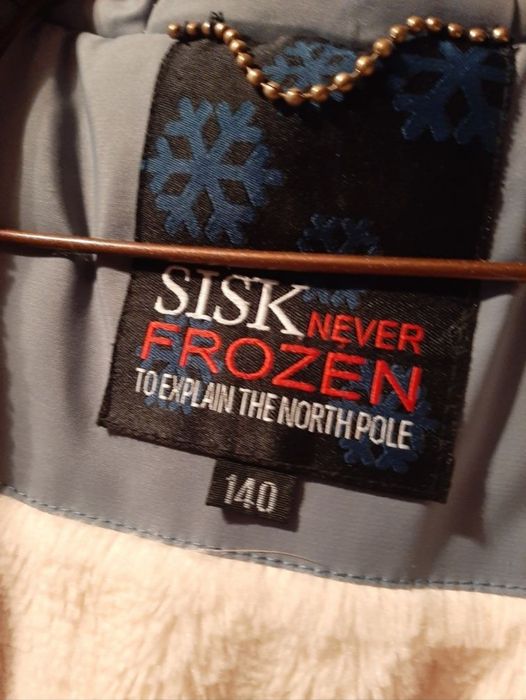 SISK NEVER
FROZEN
TO EXPLAIN THE NORTH POLE
140